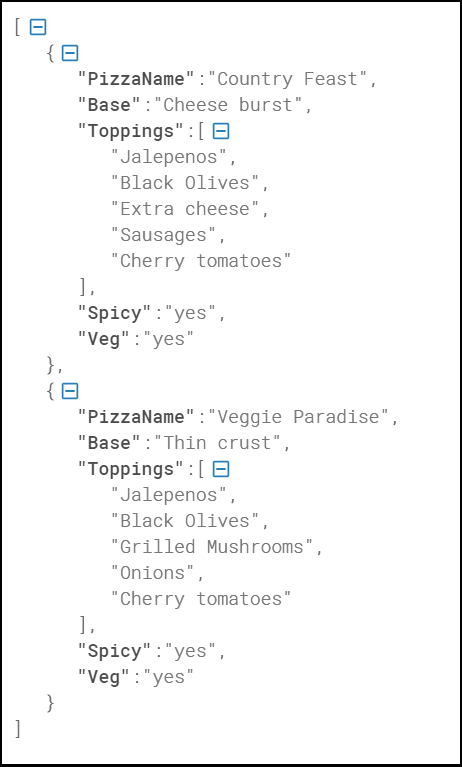 [
{
"PizzaName":"Country Feast",
"Base":"Cheese burst",
"Toppings":[
"Jalepenos",
"Black Olives",
"Extra cheese",
"Sausages",
"Cherry tomatoes"
],
"Spicy":"yes",
"Veg":"yes"
},
{
"PizzaName":"Veggie Paradise",
"Base":"Thin crust",
"Toppings":[
"Jalepenos",
"Black Olives",
"Grilled Mushrooms",
"Onions",
"Cherry tomatoes"
],
"Spicy":"yes",
"Veg":"yes"
}
]